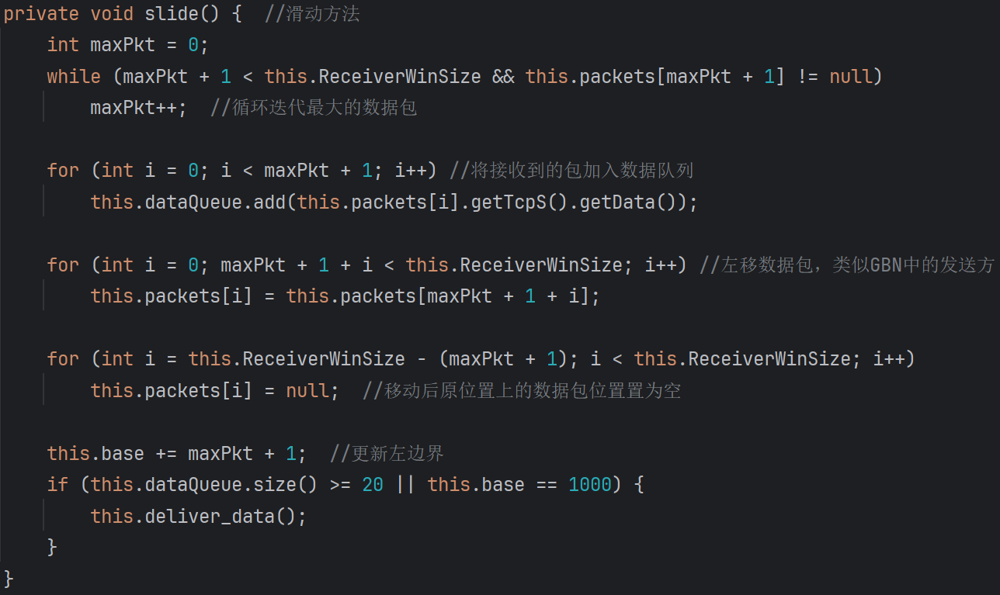 private void slide() {  //滑动方法
    int maxPkt = 0;
    while (maxPkt + 1 < this.ReceiverWinSize && this.packets[maxPkt + 1] != null)
        maxPkt++;  //循环迭代最大的数据包
    for (int i = 0; i < maxPkt + 1; i++) //将接收到的包加入数据队列
        this.dataQueue.add(this.packets[i].getTcpS().getData());
    for (int i = 0; maxPkt + 1 + i < this.ReceiverWinSize; i++) //左移数据包，类似GBN中的发送方
        this.packets[i] = this.packets[maxPkt + 1 + i];
    for (int i = this.ReceiverWinSize - (maxPkt + 1); i < this.ReceiverWinSize; i++)
        this.packets[i] = null;  //移动后原位置上的数据包位置置为空
    this.base += maxPkt + 1;  //更新左边界
    if (this.dataQueue.size() >= 20 || this.base == 1000) {
        this.deliver_data();
    }
}